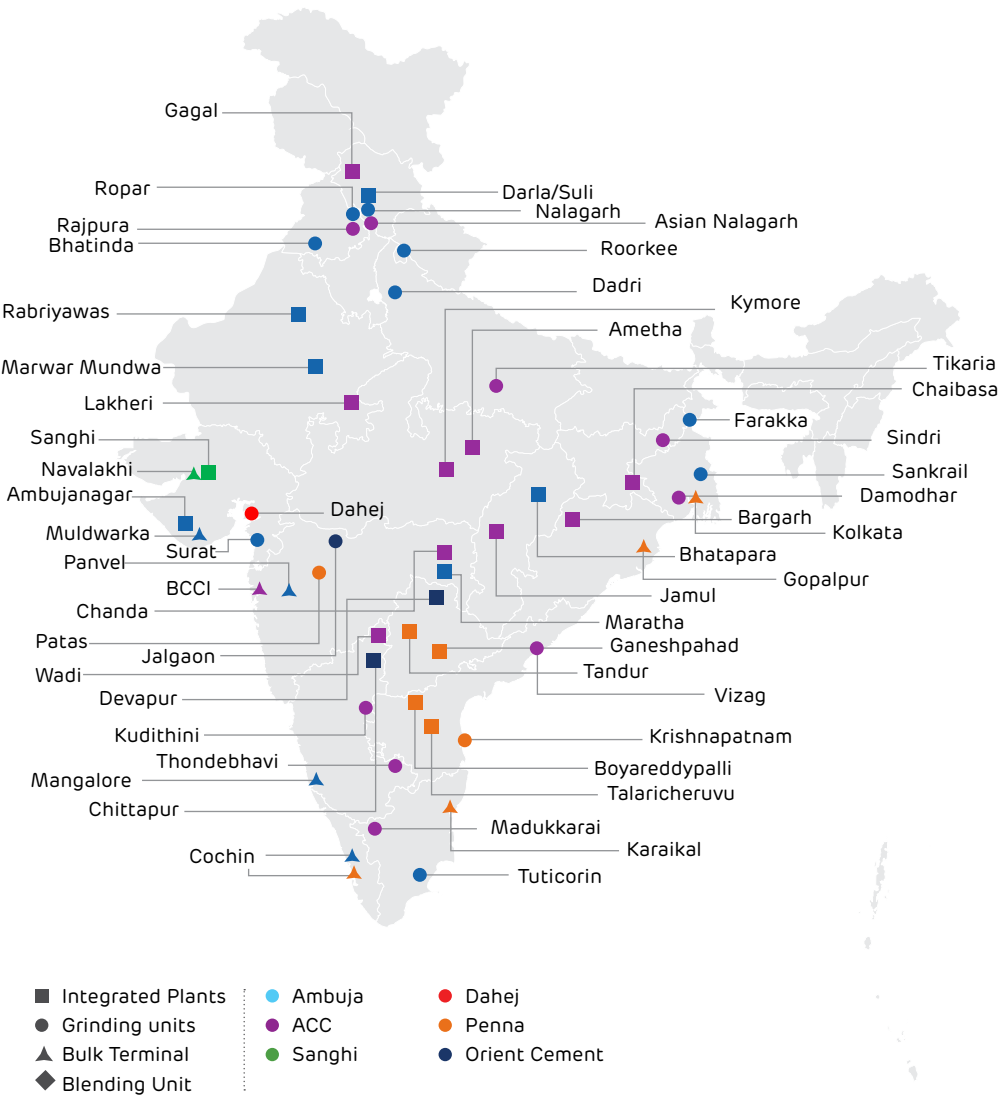 Gagal
Ropar
Darla/Suli
Nalagarh
Rajpura
Asian Nalagarh
Bhatinda
Roorkee
Dadri
Kymore
Rabriyawas
Ametha
Tikaria
Marwar Mundwa
Chaibasa
Lakheri
Farakka
Sanghi
Sindri
Navalakhi
Sankrail
Ambujanagar
Damodhar
Dahej
Bargarh
Muldwarka
Kolkata
Surat
Bhatapara
Panvel
Gopalpur
BCCI
Jamul
Chanda
Maratha
Patas
Ganeshpahad
Jalgaon
Wadi
Tandur
Devapur
Vizag
Kudithini
Krishnapatnam
Thondebhavi
Boyareddypalli
Mangalore
Talaricheruvu
Chittapur
Madukkarai
Cochin
Karaikal
Tuticorin
Integrated Plants
Grinding units
Bulk Terminal
Blending Unit
Ambuja
ACC
Sanghi
Dahej
Penna
Orient Cement